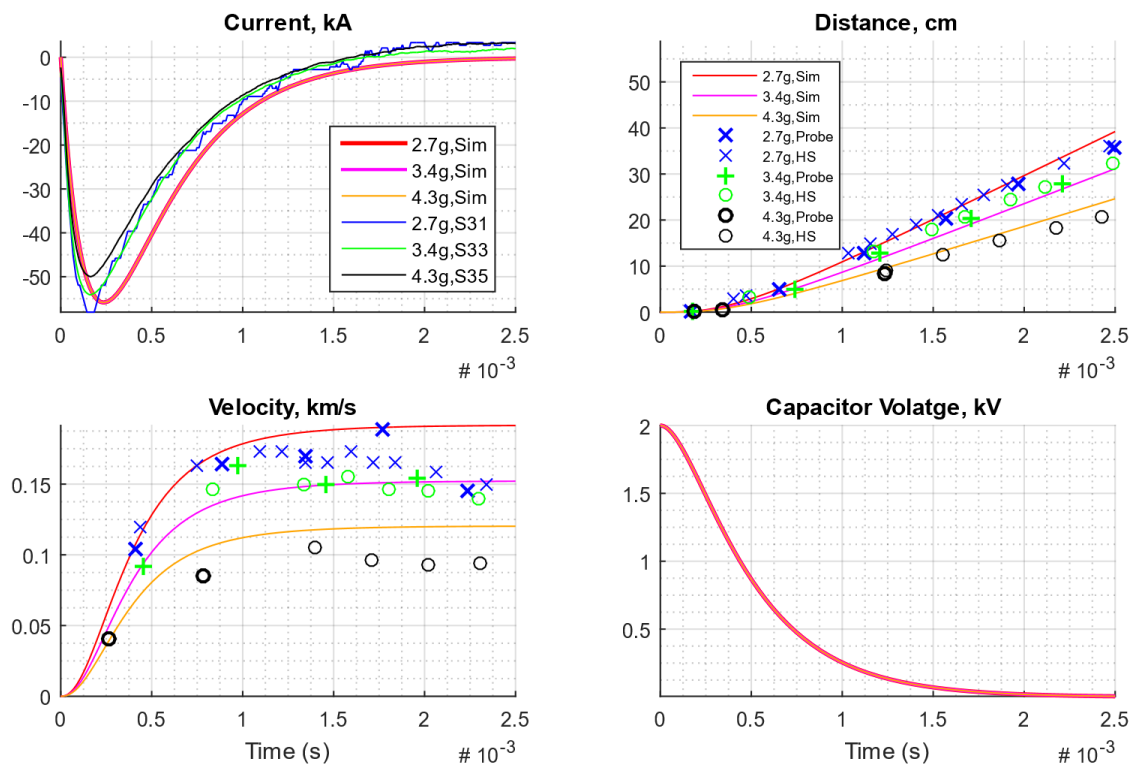 Current, kA
0
-10
-20
-30
-40
-50
2.7g,Sim
3.4g,Sim
4.3g,Sim
2.7g,S31
3.4g,S33
4.3g,S35
0
0.5
1
1.5
2
2.5
# 10-3
Distance, cm
50
40
30
20
10
0
2.7g,Sim
3.4g,Sim
4.3g,Sim
2.7g,Probe
2.7g,HS
3.4g,Probe
3.4g,HS
4.3g,Probe
4.3g,HS
0
0.5
1
1.5
2
2.5
# 10-3
Velocity, km/s
0.15
0.1
0.05
0
0
0.5
1
1.5
2
2.5
Time (s)
# 10-3
Capacitor Volatge, kV
2
1.5
1
0.5
0
0.5
1
1.5
2
2.5
Time (s)
# 10-3